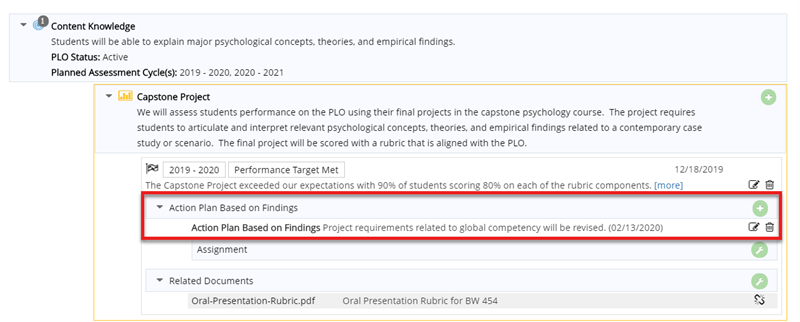 1
Content Knowledge
Students will be able to explain major psychological concepts, theories, and empirical findings.
PLO Status: Active
Planned Assessment Cycle(s): 2019 - 2020, 2020 - 2021
Capstone Project
We will assess students performance on the PLO using their final projects in the capstone psychology course. The project requires
students to articulate and interpret relevant psychological concepts, theories, and empirical findings related to a contemporary case
study or scenario. The final project will be scored with a rubric that is aligned with the PLO.
2019 - 2020 Performance Target Met 12/18/2019
The Capstone Project exceeded our expectations with 90% of students scoring 80% on each of the rubric components. [more]
Action Plan Based on Findings
Action Plan Based on Findings Project requirements related to global competency will be revised. (02/13/2020)
Assignment
Related Documents
Oral-Presentation-Rubric.pdf Oral Presentation Rubric for BW 454